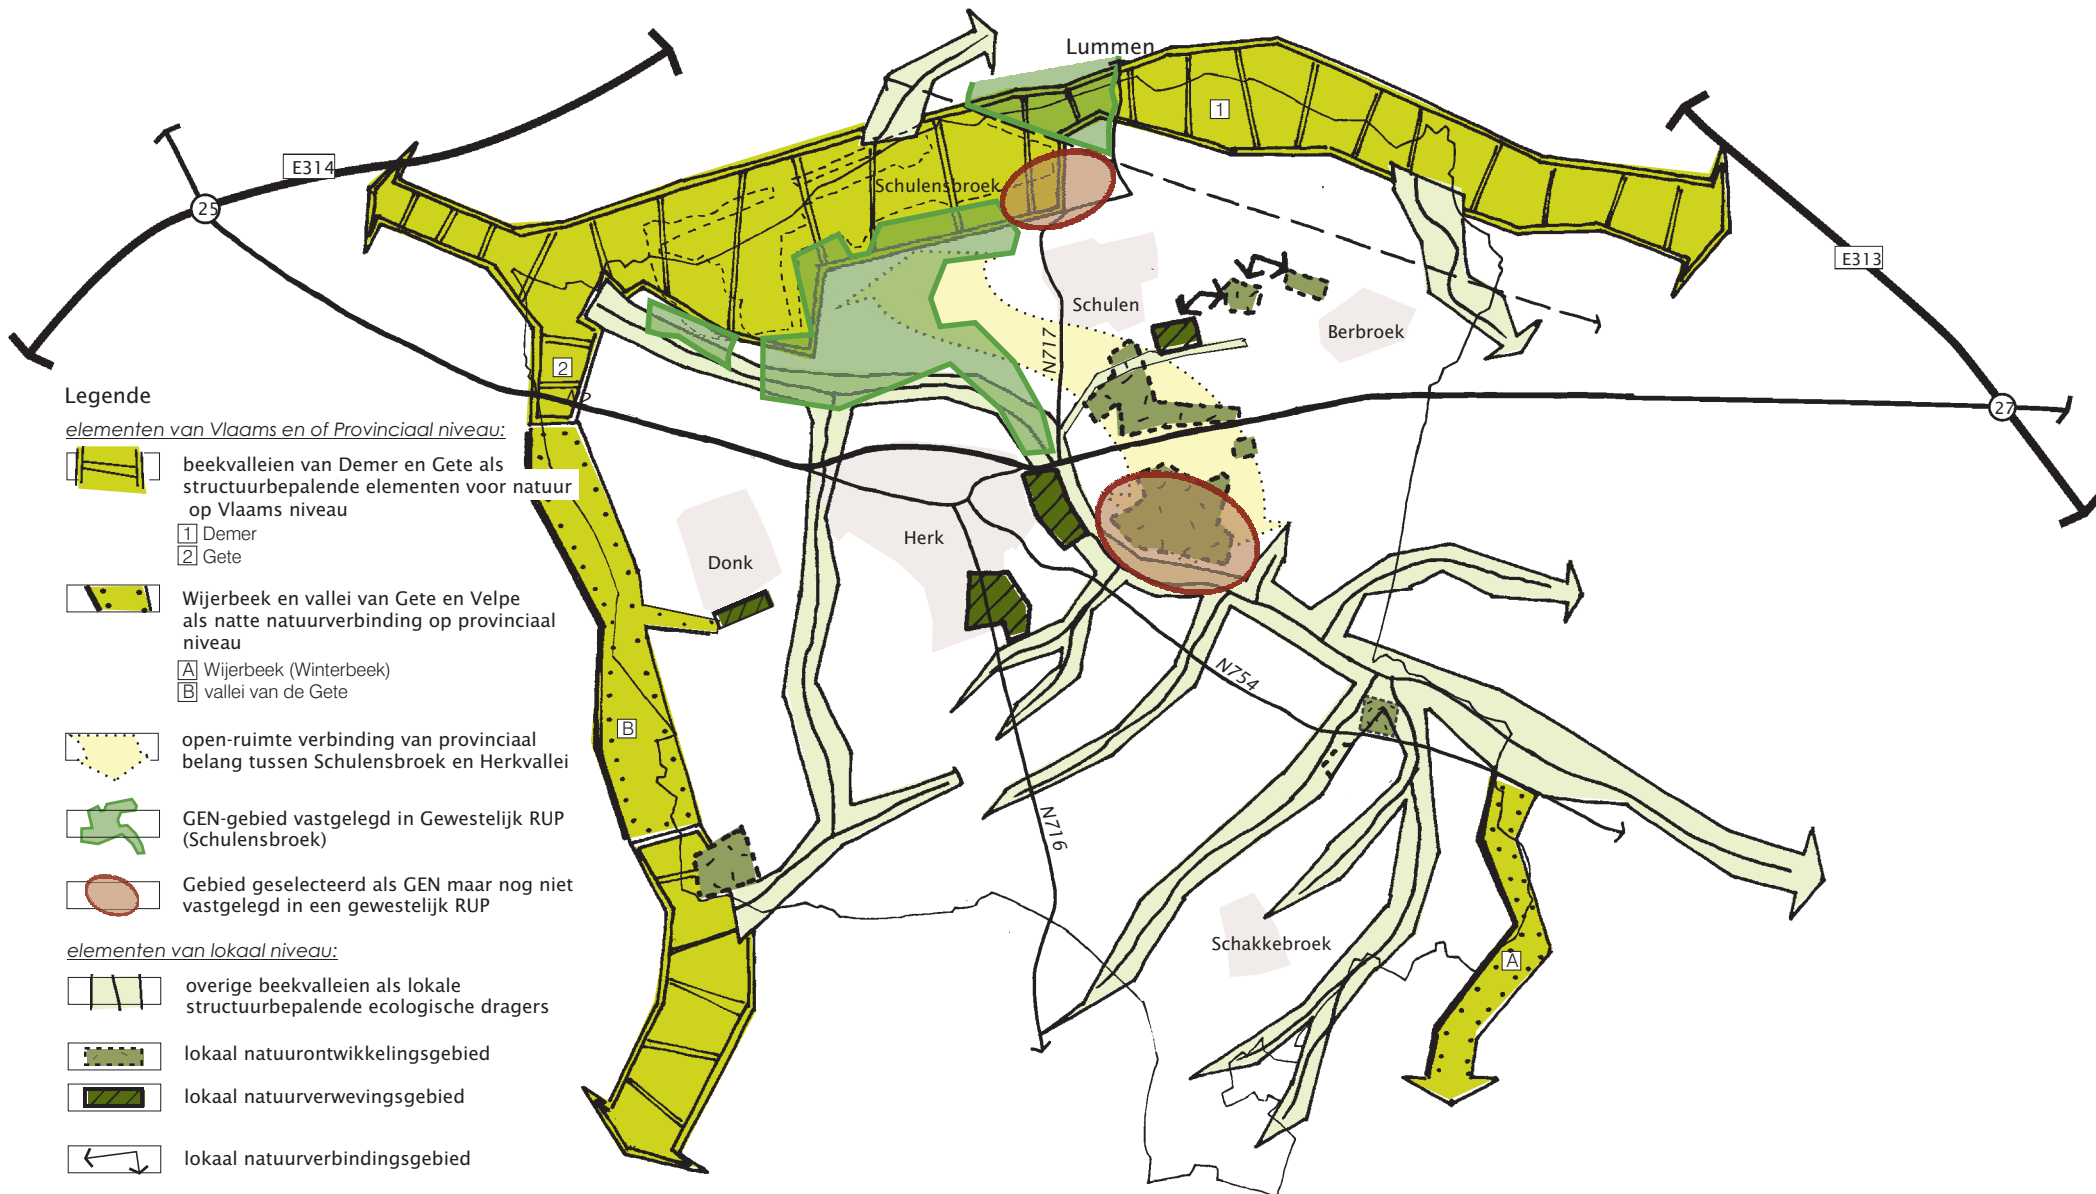 Lummen
1
E314
25
Schulensbroek
E313
Schulen
Berbroek
N717
2
27
Legende
elementen van Vlaams en of Provinciaal niveau:
beekvalleien van Demer en Gete als
structuurbepalende elementen voor natuur
op Vlaams niveau
1 Demer
2 Gete
Herk
Donk
Wijerbeek en vallei van Gete en Velpe
als natte natuurverbinding op provinciaal
niveau
A Wijerbeek (Winterbeek)
B vallei van de Gete
N754
B
open-ruimte verbinding van provinciaal
belang tussen Schulensbroek en Herkvallei
GEN-gebied vastgelegd in Gewestelijk RUP
(Schulensbroek)
N716
Gebied geselecteerd als GEN maar nog niet
vastgelegd in een gewestelijk RUP
Schakkebroek
A
elementen van lokaal niveau:
overige beekvalleien als lokale
structuurbepalende ecologische dragers
lokaal natuurontwikkelingsgebied
lokaal natuurverwevingsgebied
lokaal natuurverbindingsgebied